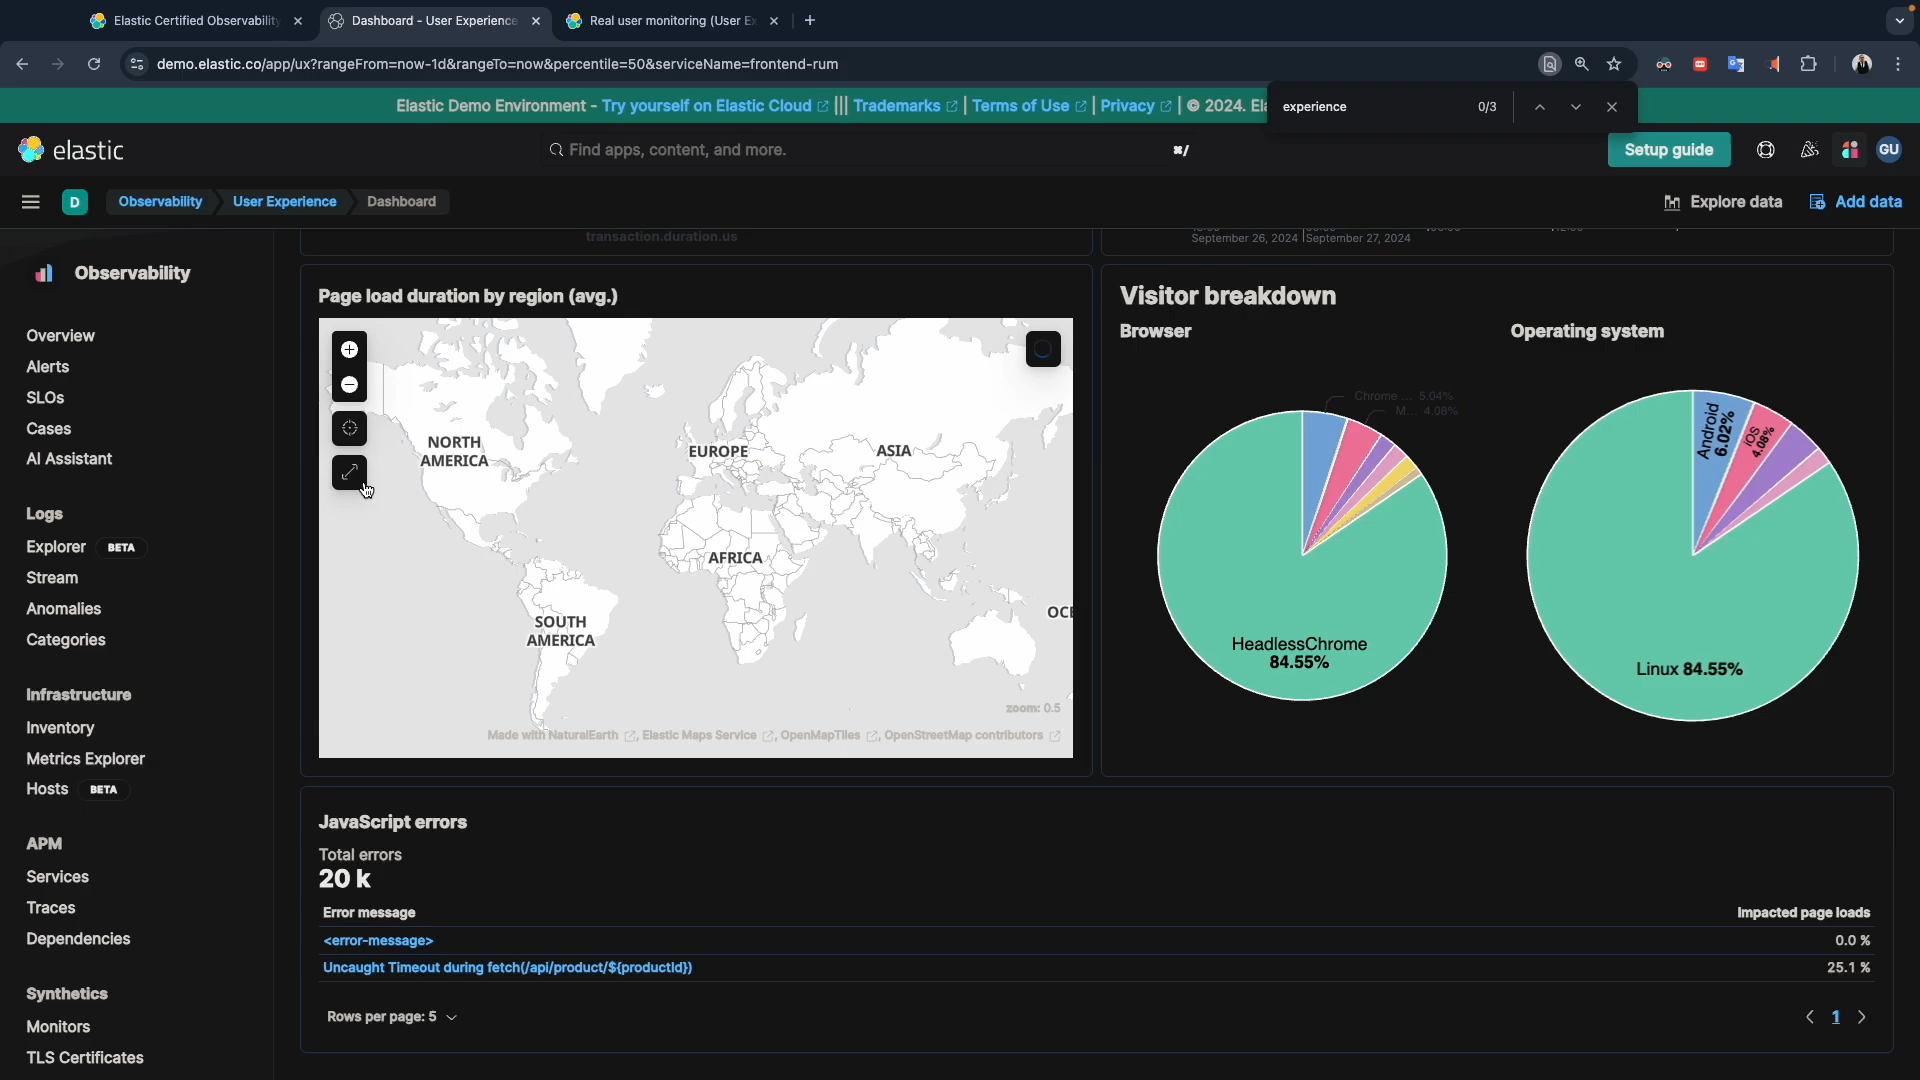 Elastic Certified Observability
Dashboard - User Experience
Real user monitoring (User Ex
demo.elastic.co/app/ux?rangeFrom=now-1d&rangeTo=now&percentile=50&serviceName=frontend-rum
Elastic Demo Environment - Try yourself on Elastic Cloud ||| Trademarks | Terms of Use | Privacy | © 2024. Ela
experience 0/3
elastic
Find apps, content, and more. ⌘/
Setup guide
GU
D Observability User Experience Dashboard
Explore data Add data
transaction.duration.us
September 26, 2024 September 27, 2024
Observability
Overview
Alerts
SLOs
Cases
AI Assistant
Logs
Explorer BETA
Stream
Anomalies
Categories
Infrastructure
Inventory
Metrics Explorer
Hosts BETA
APM
Services
Traces
Dependencies
Synthetics
Monitors
TLS Certificates
Page load duration by region (avg.)
NORTH
AMERICA
EUROPE
ASIA
AFRICA
SOUTH
AMERICA
OCE
zoom: 0.5
Made with NaturalEarth , Elastic Maps Service , OpenMapTiles , OpenStreetMap contributors
Visitor breakdown
Browser
Chrome ... 5.04%
M... 4.08%
HeadlessChrome
84.55%
Operating system
Android
6.02%
iOS
4.08%
Linux 84.55%
JavaScript errors
Total errors
20 k
Error message Impacted page loads
<error-message> 0.0 %
Uncaught Timeout during fetch(/api/product/${productId}) 25.1 %
Rows per page: 5
1